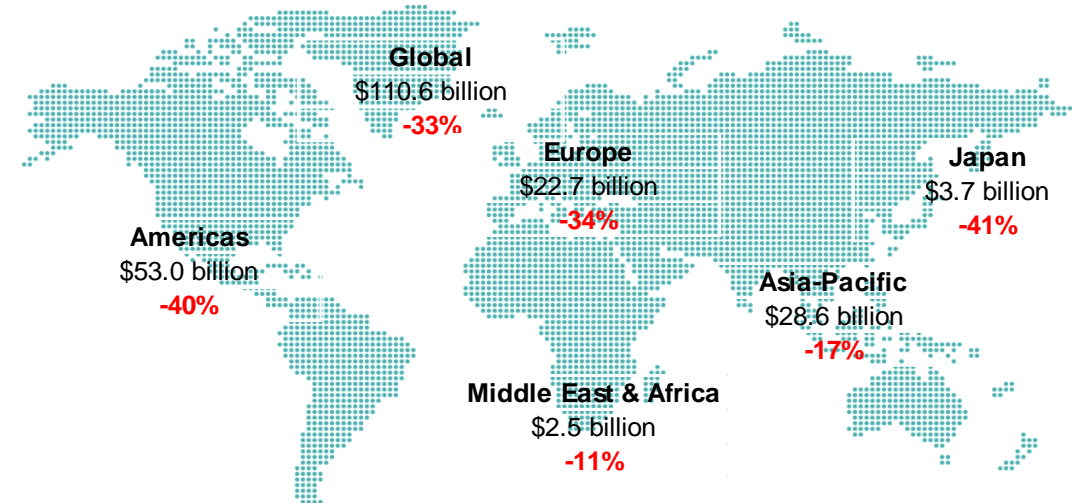 Global
$110.6 billion
-33%
Europe
$22.7 billion
-34%
Japan
$3.7 billion
-41%
Americas
$53.0 billion
-40%
Asia-Pacific
$28.6 billion
-17%
Middle East & Africa
$2.5 billion
-11%